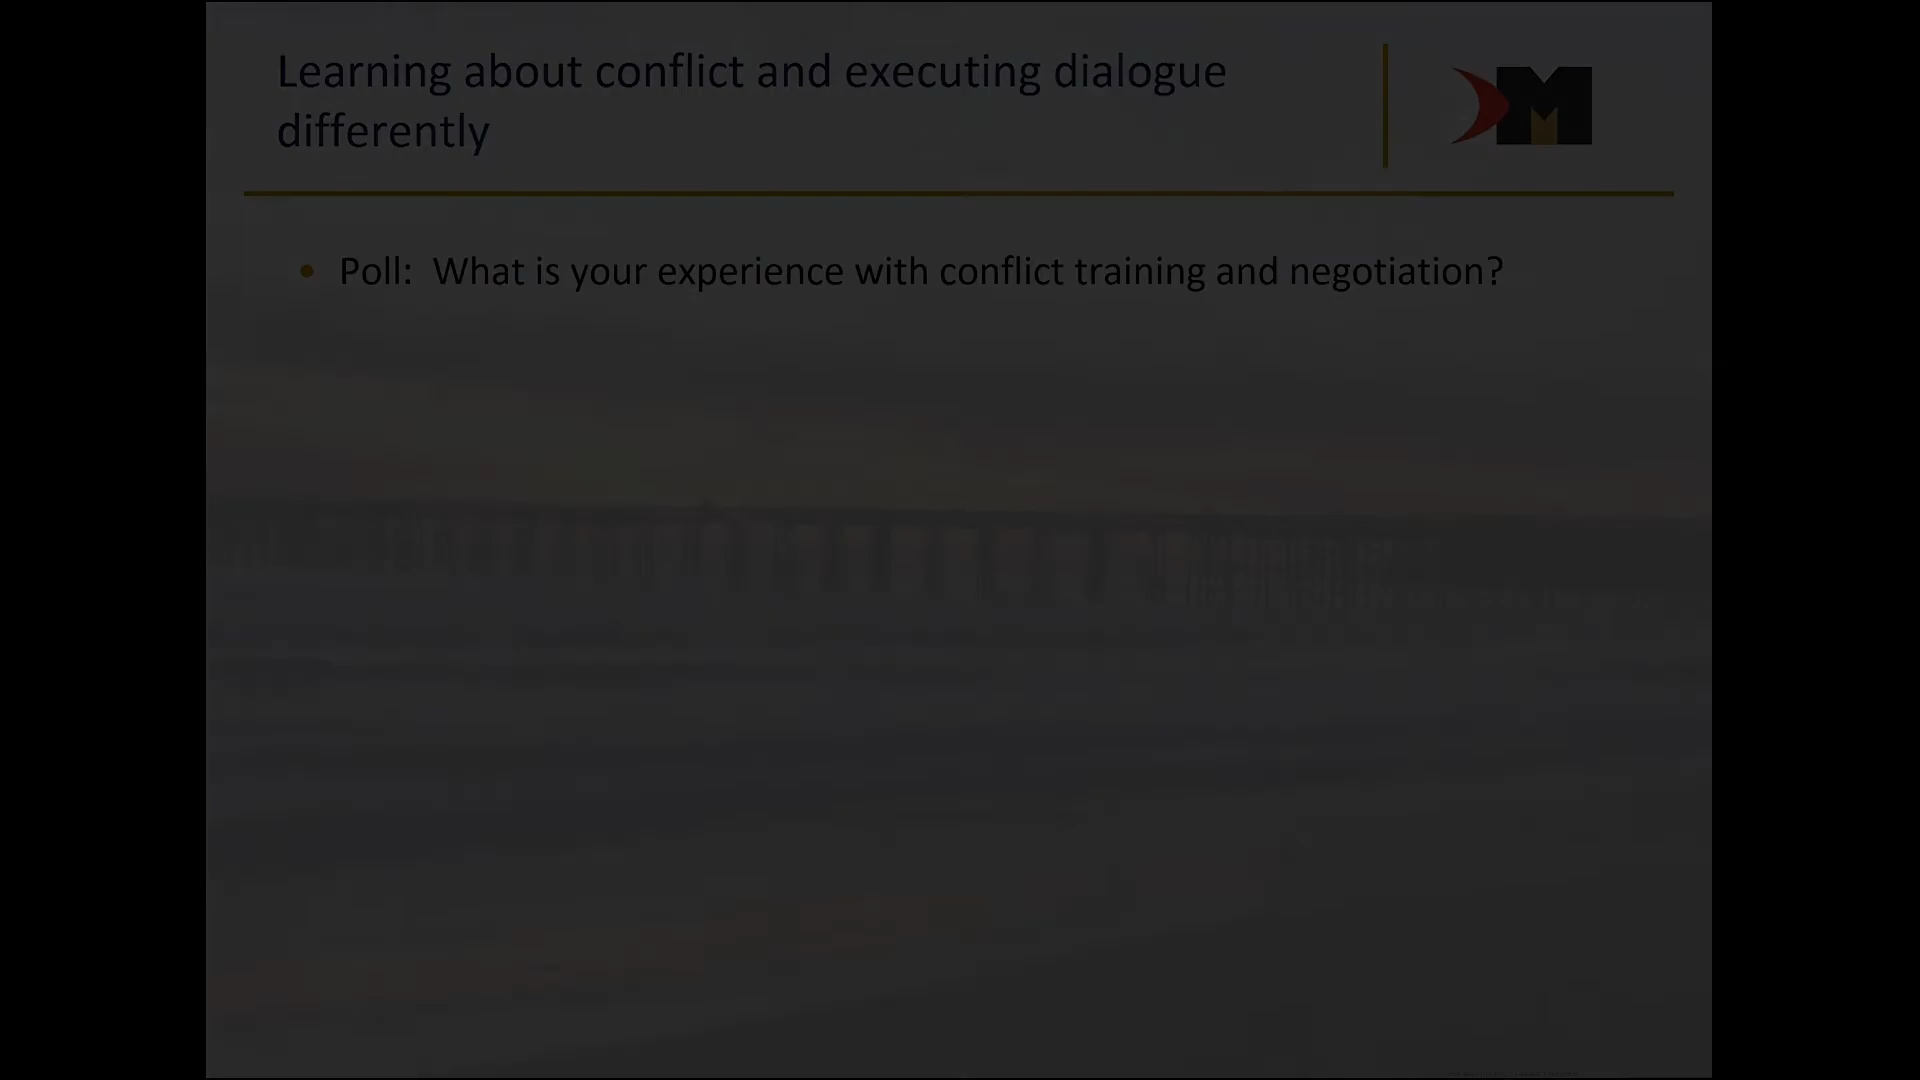 Learning about conflict and executing dialogue
differently
M
• Poll: What is your experience with conflict training and negotiation?